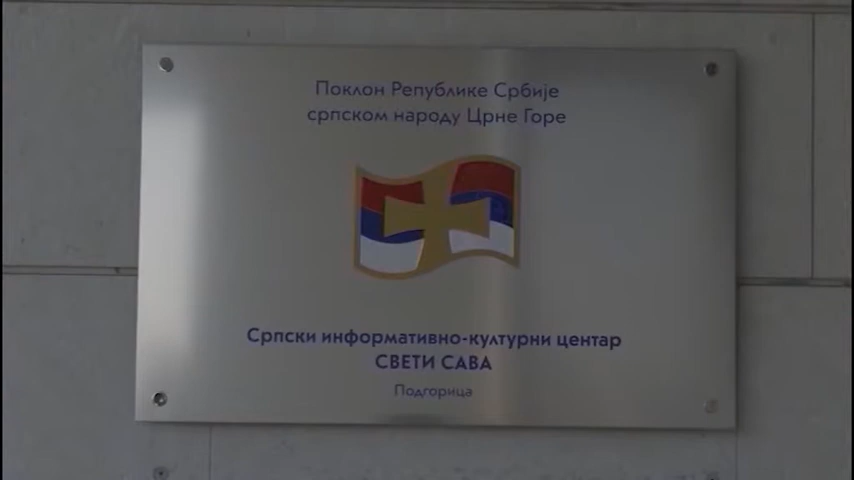 Поклон Републике Србије
српском народу Црне Горе
Српски информативно-културни центар
СВЕТИ САВА
Подгорица